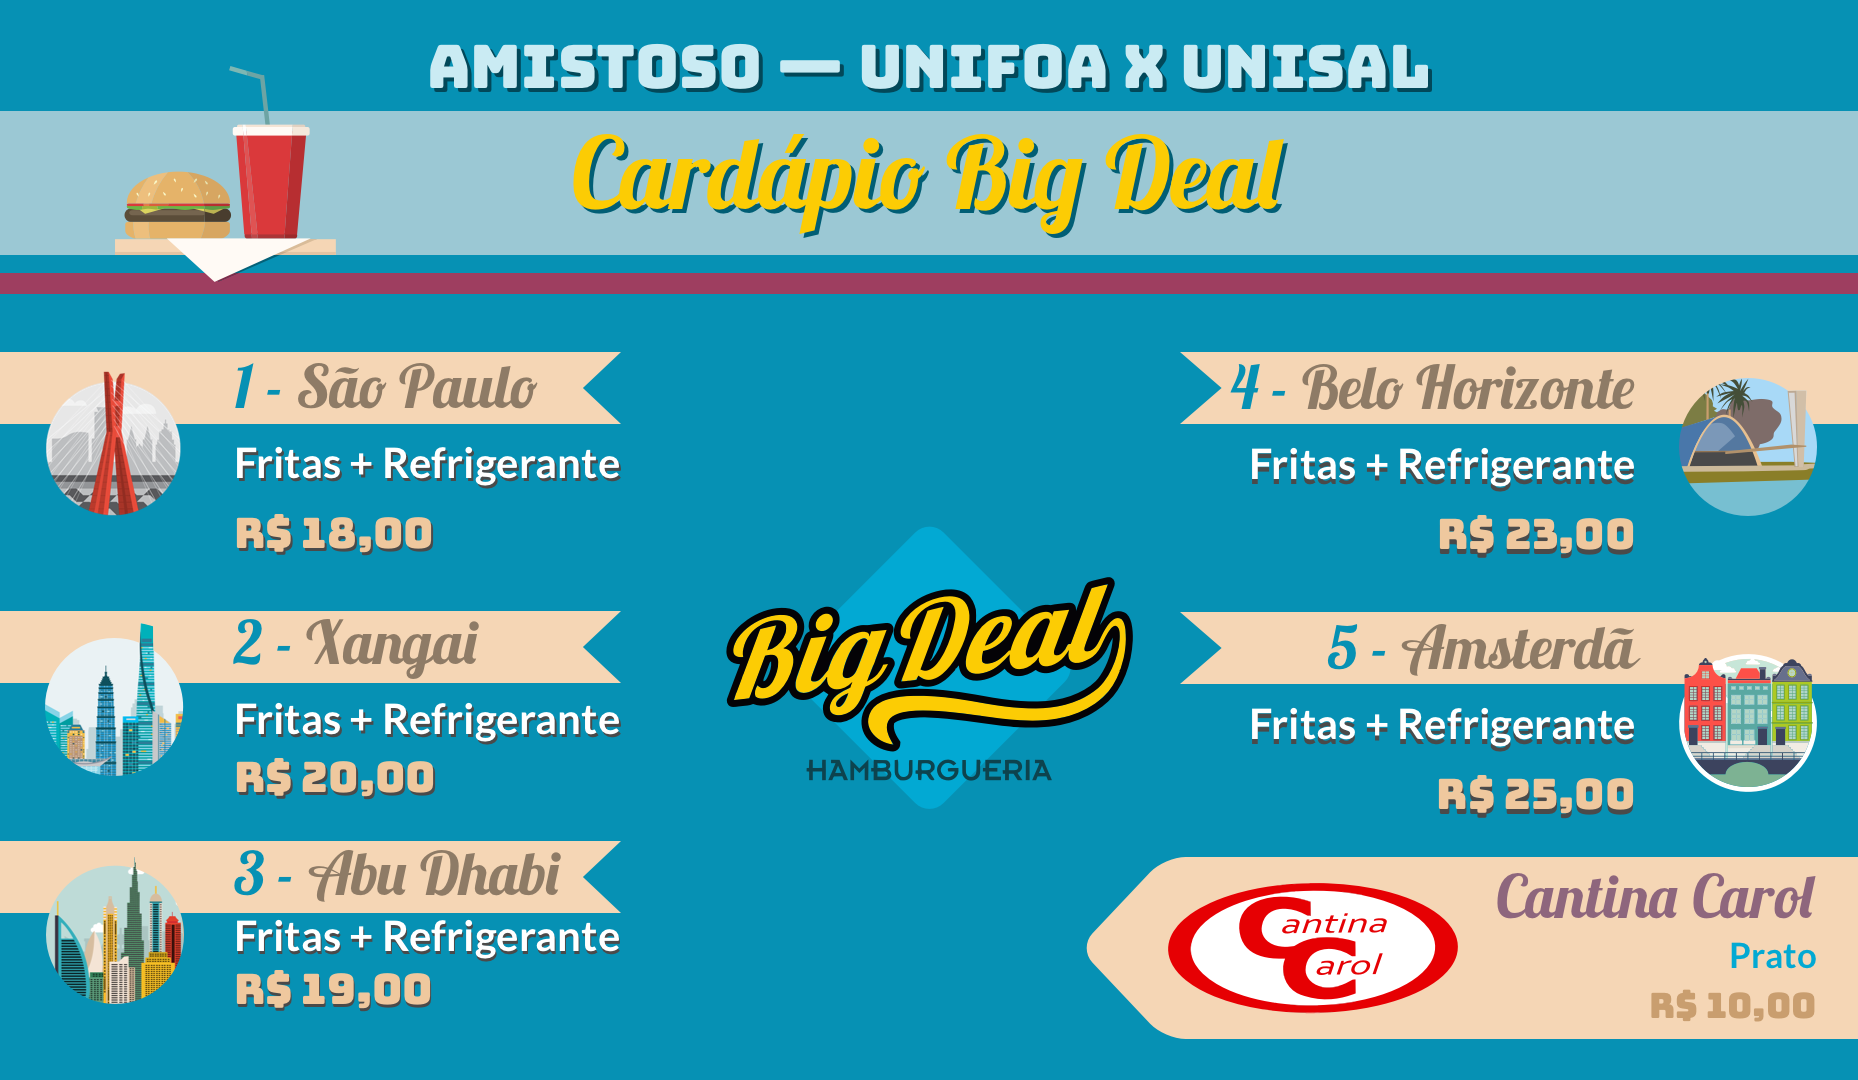 AMISTOSO — UNIFOA X UNISAL
Cardápio Big Deal
1 - São Paulo
Fritas + Refrigerante
R$ 18,00
2 - Xangai
Fritas + Refrigerante
R$ 20,00
3 - Abu Dhabi
Fritas + Refrigerante
R$ 19,00
Big Deal
HAMBURGUERIA
4 - Belo Horizonte
Fritas + Refrigerante
R$ 23,00
5 - Amsterdã
Fritas + Refrigerante
R$ 25,00
Cantina
Carol
Cantina Carol
Prato
R$ 10,00